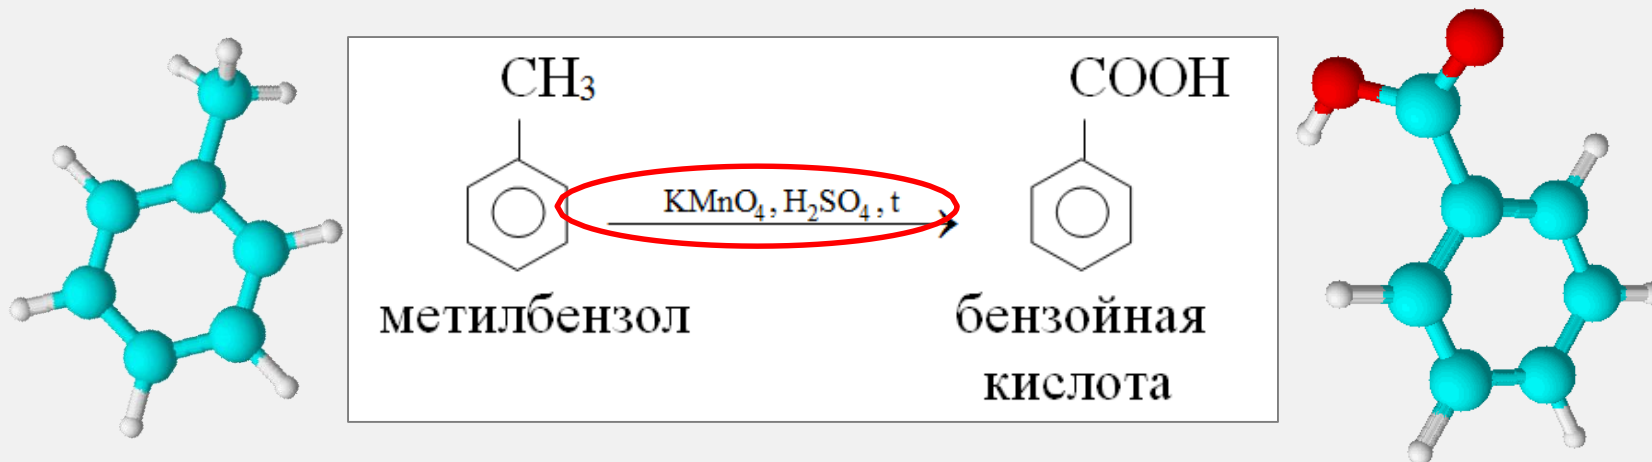 CH₃
COOH
KMnO₄, H₂SO₄, t
метилбензол
бензойная
кислота